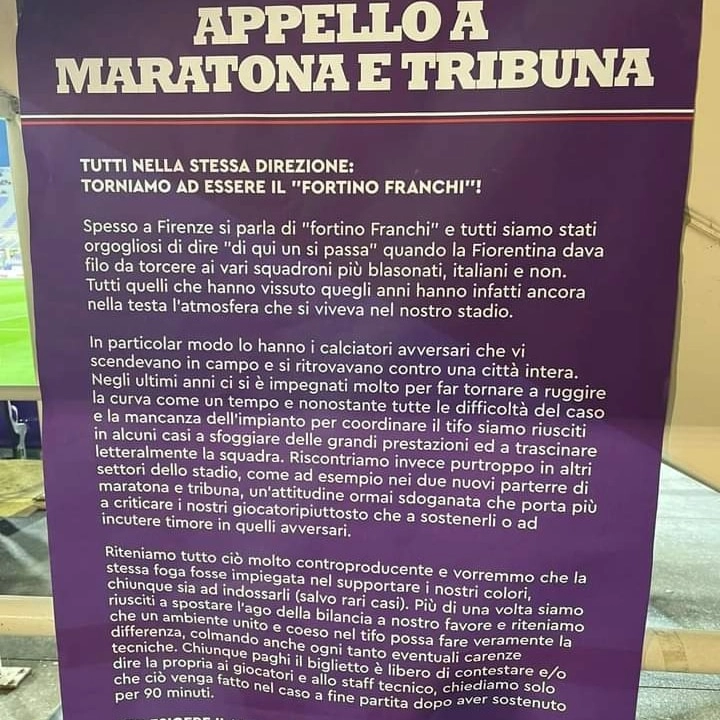 APPELLO A
MARATONA E TRIBUNA
TUTTI NELLA STESSA DIREZIONE:
TORNIAMO AD ESSERE IL "FORTINO FRANCHI"!
Spesso a Firenze si parla di "fortino Franchi" e tutti siamo stati
orgogliosi di dire "di qui un si passa" quando la Fiorentina dava
filo da torcere ai vari squadroni più blasonati, italiani e non.
Tutti quelli che hanno vissuto quegli anni hanno infatti ancora
nella testa l'atmosfera che si viveva nel nostro stadio.
In particolar modo lo hanno i calciatori avversari che vi
scendevano in campo e si ritrovavano contro una città intera.
Negli ultimi anni ci si è impegnati molto per far tornare a ruggire
la curva come un tempo e nonostante tutte le difficoltà del caso
e la mancanza dell'impianto per coordinare il tifo siamo riusciti
in alcuni casi a sfoggiare delle grandi prestazioni ed a trascinare
letteralmente la squadra. Riscontriamo invece purtroppo in altri
settori dello stadio, come ad esempio nei due nuovi parterre di
maratona e tribuna, un'attitudine ormai sdoganata che porta più
a criticare i nostri giocatoripiuttosto che a sostenerli o ad
incutere timore in quelli avversari.
Riteniamo tutto ciò molto controproducente e vorremmo che la
stessa foga fosse impiegata nel supportare i nostri colori,
chiunque sia ad indossarli (salvo rari casi). Più di una volta siamo
riusciti a spostare l'ago della bilancia a nostro favore e riteniamo
che un ambiente unito e coeso nel tifo possa fare veramente la
differenza, colmando anche ogni tanto eventuali carenze
tecniche. Chiunque paghi il biglietto è libero di contestare e/o
dire la propria ai giocatori e allo staff tecnico, chiediamo solo
che ciò venga fatto nel caso a fine partita dopo aver sostenuto
per 90 minuti.